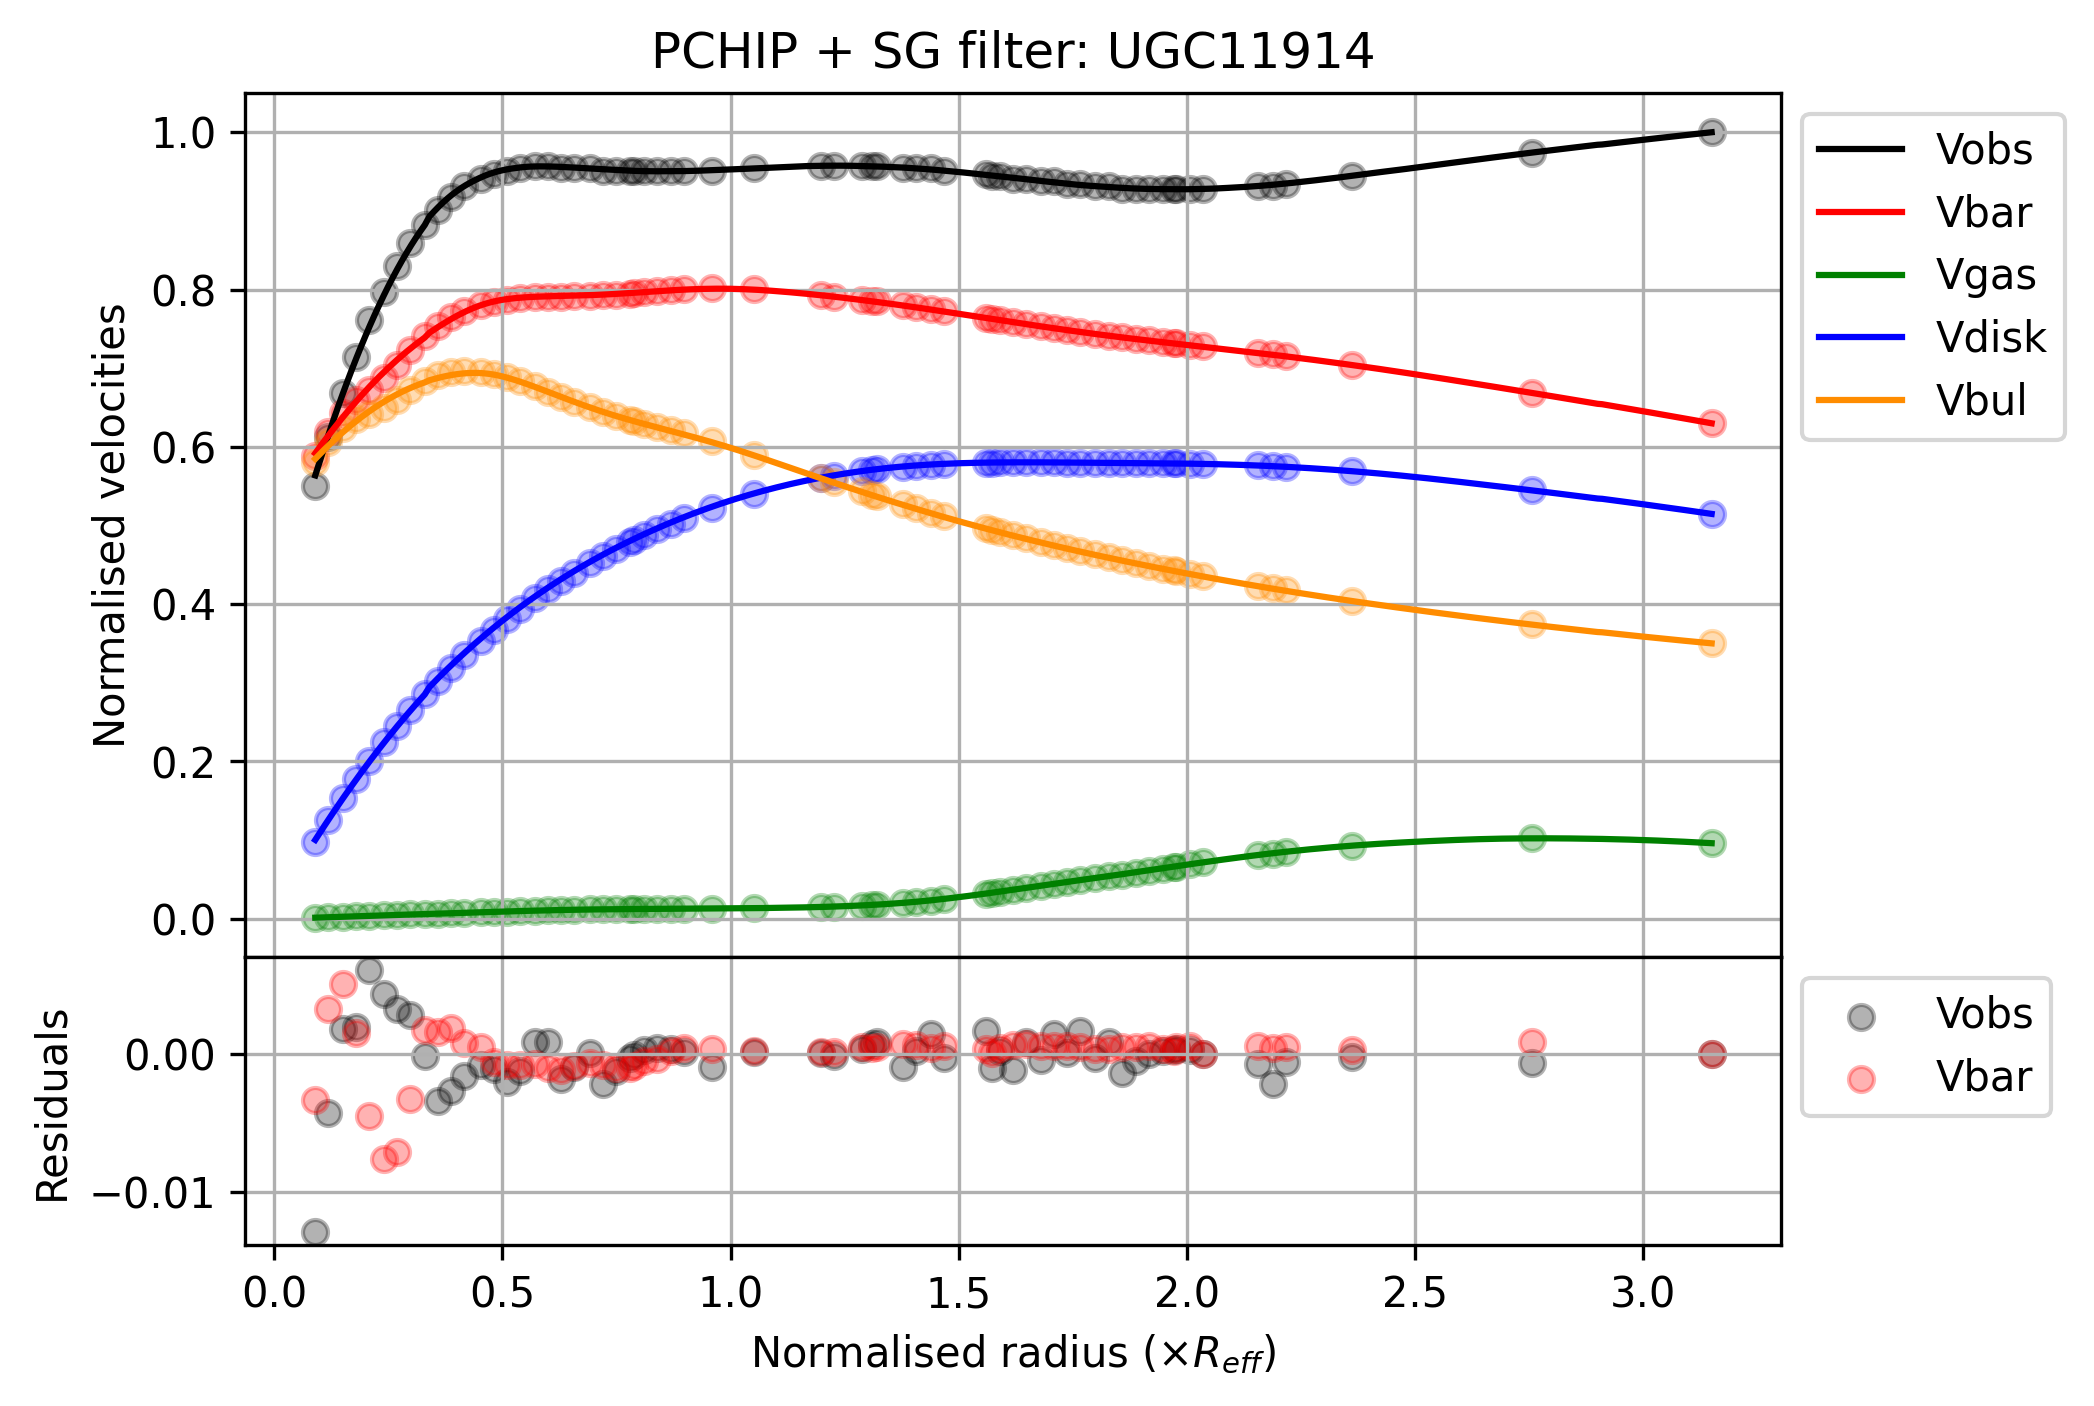 PCHIP + SG filter: UGC11914
Normalised velocities
1.0
0.8
0.6
0.4
0.2
0.0
Vobs
Vbar
Vgas
Vdisk
Vbul
Residuals
0.00
−0.01
Vobs
Vbar
0.0 0.5 1.0 1.5 2.0 2.5 3.0
Normalised radius (×R_eff)